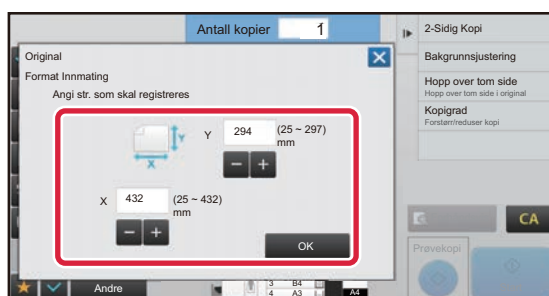 Antall kopier 1
2-Sidig Kopi
Original
Bakgrunnsjustering
Format Innmating
Hopp over tom side
Hopp over tom side i original
Angi str. som skal registreres
Kopigrad
Forstørr/reduser kopi
Y 294 (25 ~ 297)
mm
Y
X
X 432 (25 ~ 432)
mm
OK
CA
Prøvekopi
Andre
3 B4
4 A3
A4